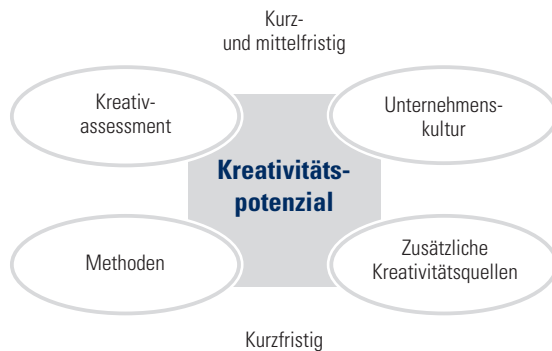 Kurz-
und mittelfristig
Kreativ-
assessment
Unternehmens-
kultur
Kreativitäts-
potenzial
Methoden
Zusätzliche
Kreativitätsquellen
Kurzfristig